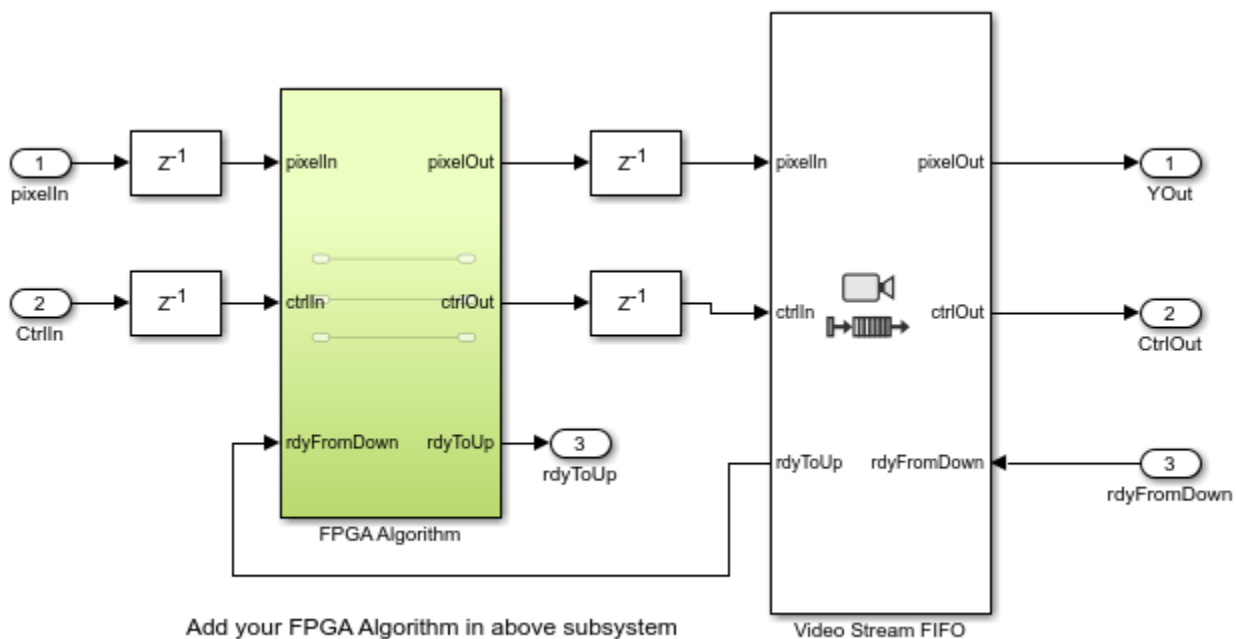 1
pixelIn
Z-1
pixelIn
pixelOut
Z-1
pixelIn
pixelOut
1
YOut
2
CtrlIn
Z-1
ctrlIn
ctrlOut
Z-1
ctrlIn
ctrlOut
2
CtrlOut
rdyFromDown
rdyToUp
3
rdyToUp
rdyToUp
rdyFromDown
3
rdyFromDown
FPGA Algorithm
Add your FPGA Algorithm in above subsystem
Video Stream FIFO